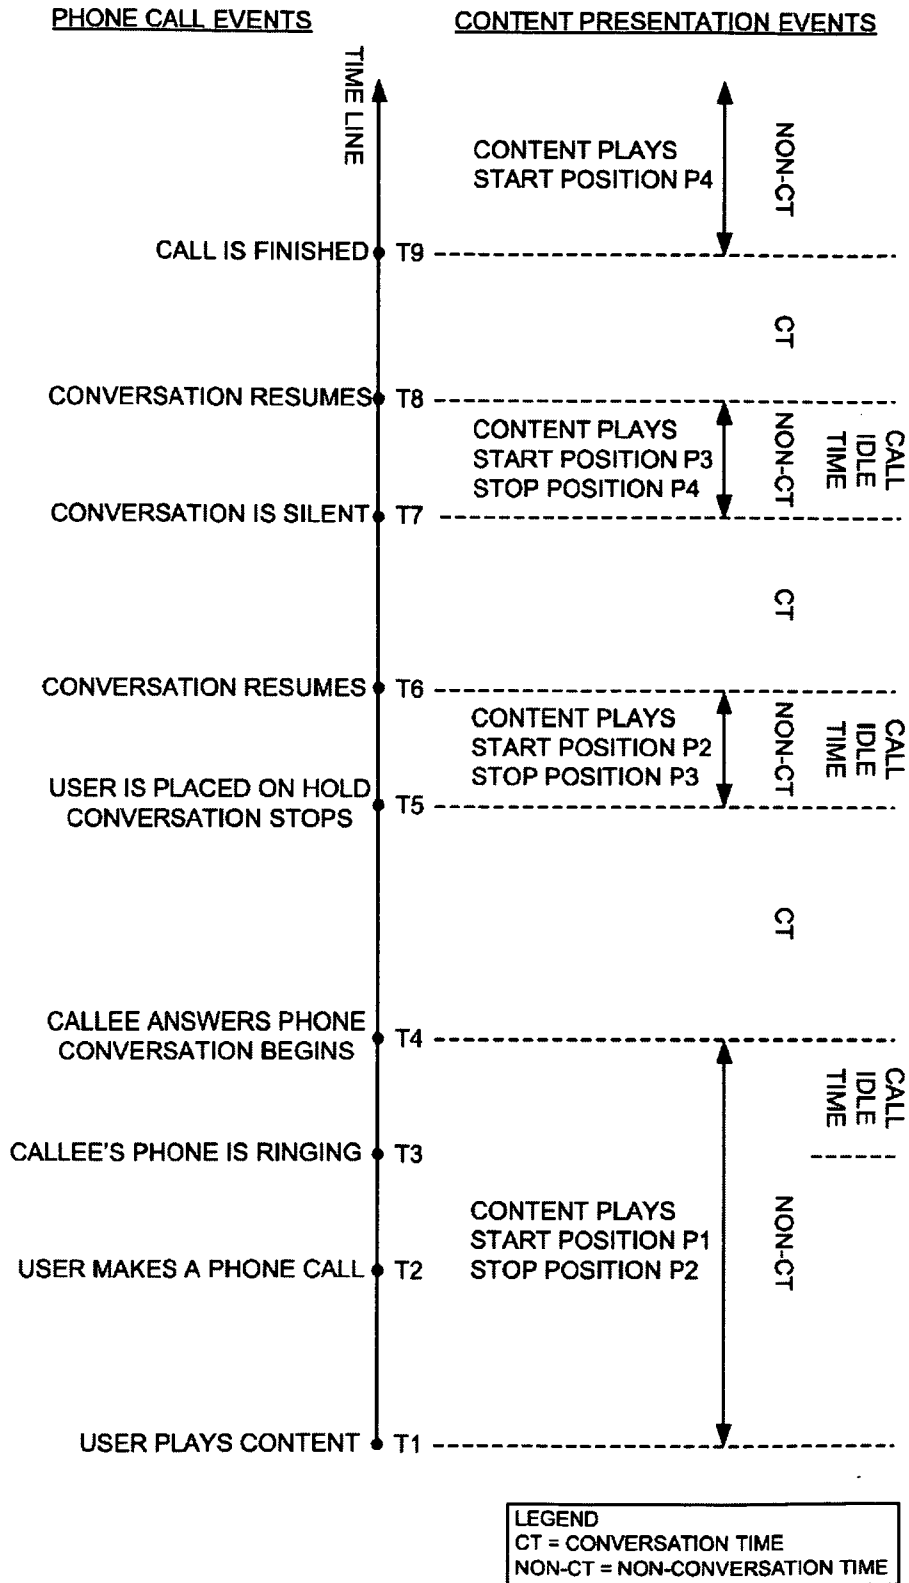 PHONE CALL EVENTS
CONTENT PRESENTATION EVENTS
TIME LINE
CONTENT PLAYS
START POSITION P4
NON-CT
CALL IS FINISHED
T9
CT
CONVERSATION RESUMES
T8
CONTENT PLAYS
START POSITION P3
STOP POSITION P4
NON-CT
CALL
IDLE
TIME
CONVERSATION IS SILENT
T7
CT
CONVERSATION RESUMES
T6
CONTENT PLAYS
START POSITION P2
STOP POSITION P3
NON-CT
CALL
IDLE
TIME
USER IS PLACED ON HOLD
CONVERSATION STOPS
T5
CT
CALLEE ANSWERS PHONE
CONVERSATION BEGINS
T4
CALL
IDLE
TIME
CALLEE'S PHONE IS RINGING
T3
CONTENT PLAYS
START POSITION P1
STOP POSITION P2
NON-CT
USER MAKES A PHONE CALL
T2
USER PLAYS CONTENT
T1
LEGEND
CT = CONVERSATION TIME
NON-CT = NON-CONVERSATION TIME